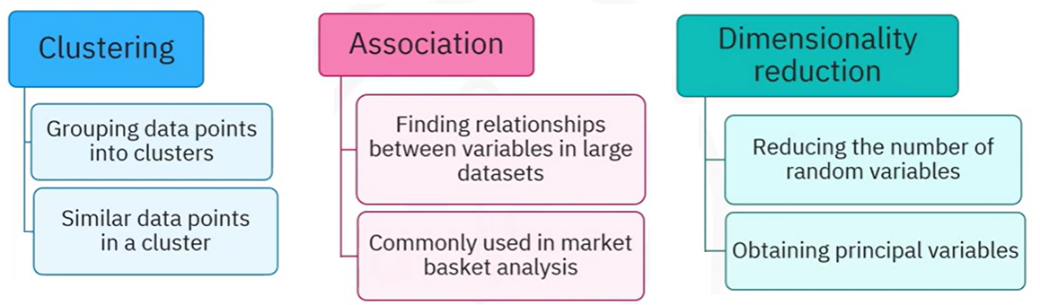 Clustering
Grouping data points
into clusters
Similar data points
in a cluster
Association
Finding relationships
between variables in large
datasets
Commonly used in market
basket analysis
Dimensionality
reduction
Reducing the number of
random variables
Obtaining principal variables